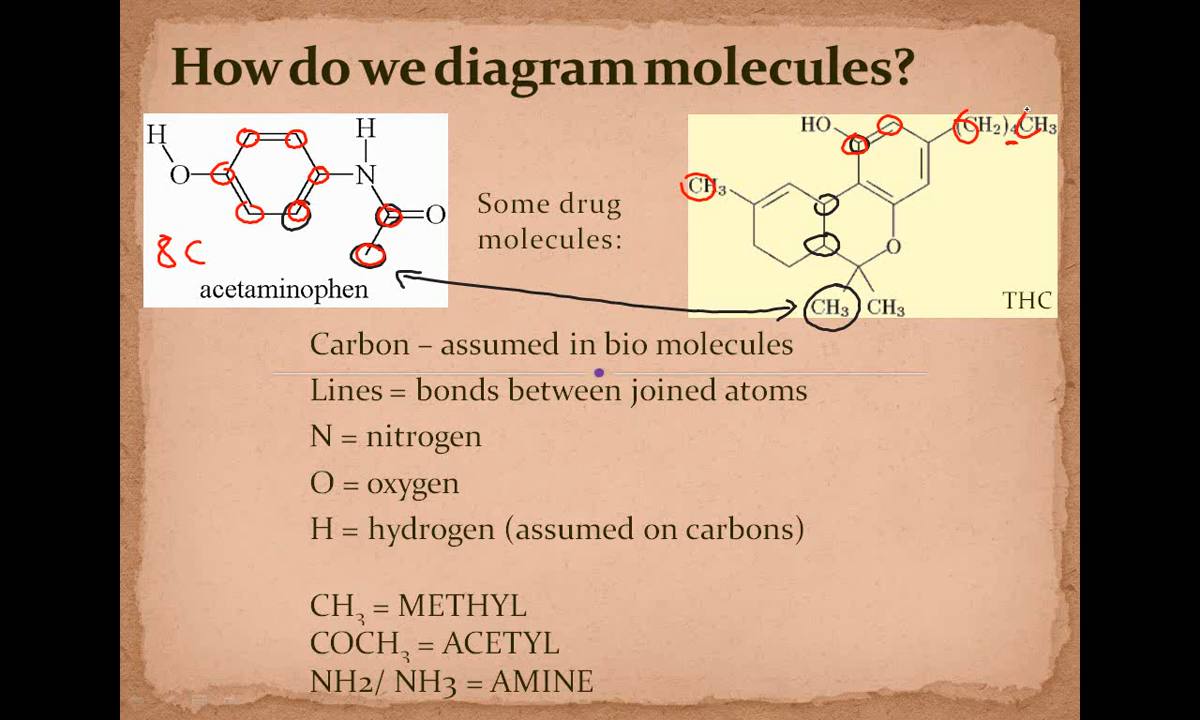 How do we diagram molecules?
H
H
HO
(CH2)4CH3
O
N
CH3
Some drug
molecules:
O
O
8 C
acetaminophen
CH3
CH3
THC
Carbon – assumed in bio molecules
Lines = bonds between joined atoms
N = nitrogen
O = oxygen
H = hydrogen (assumed on carbons)
CH3 = METHYL
COCH3 = ACETYL
NH2/ NH3 = AMINE